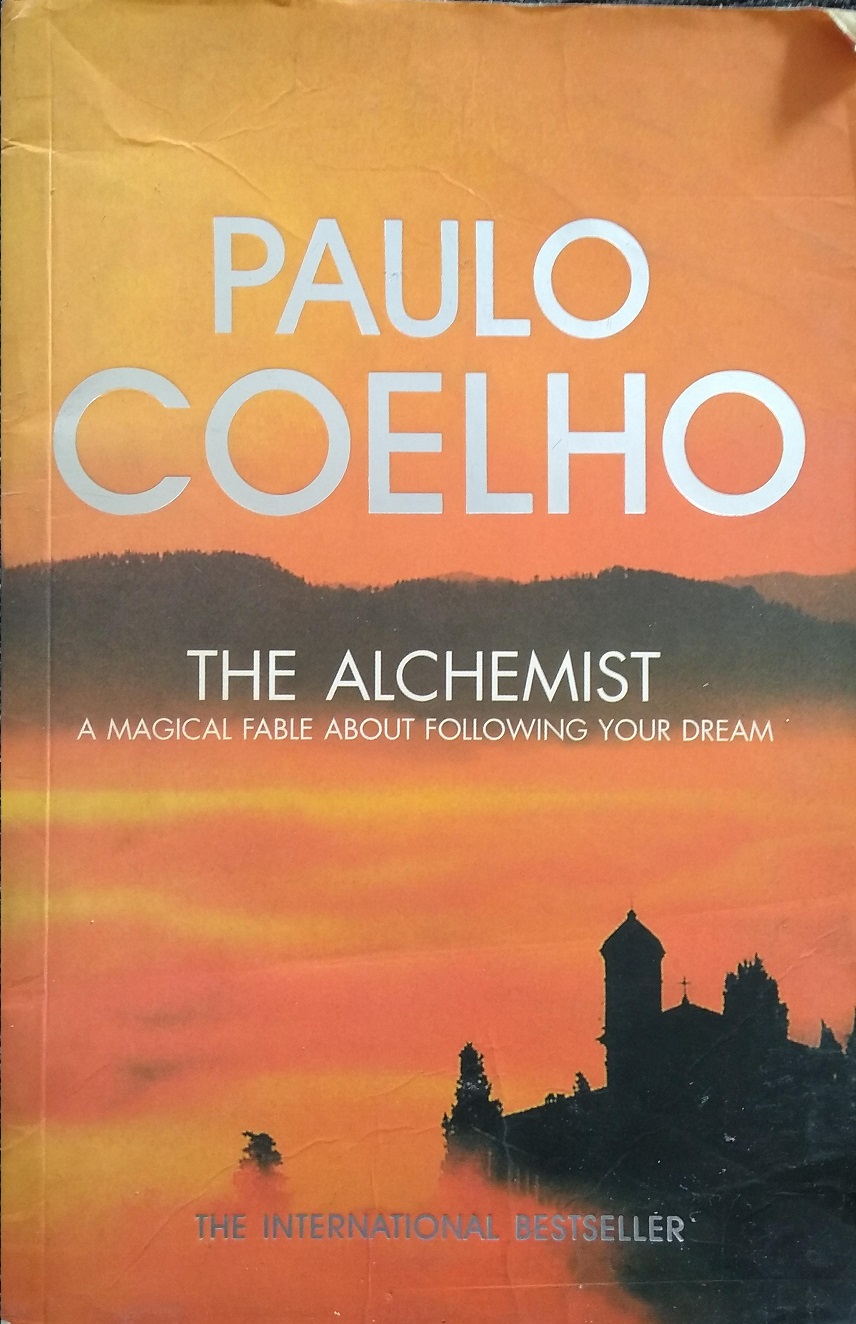 PAULO
COELHO
THE ALCHEMIST
A MAGICAL FABLE ABOUT FOLLOWING YOUR DREAM
THE INTERNATIONAL BESTSELLER